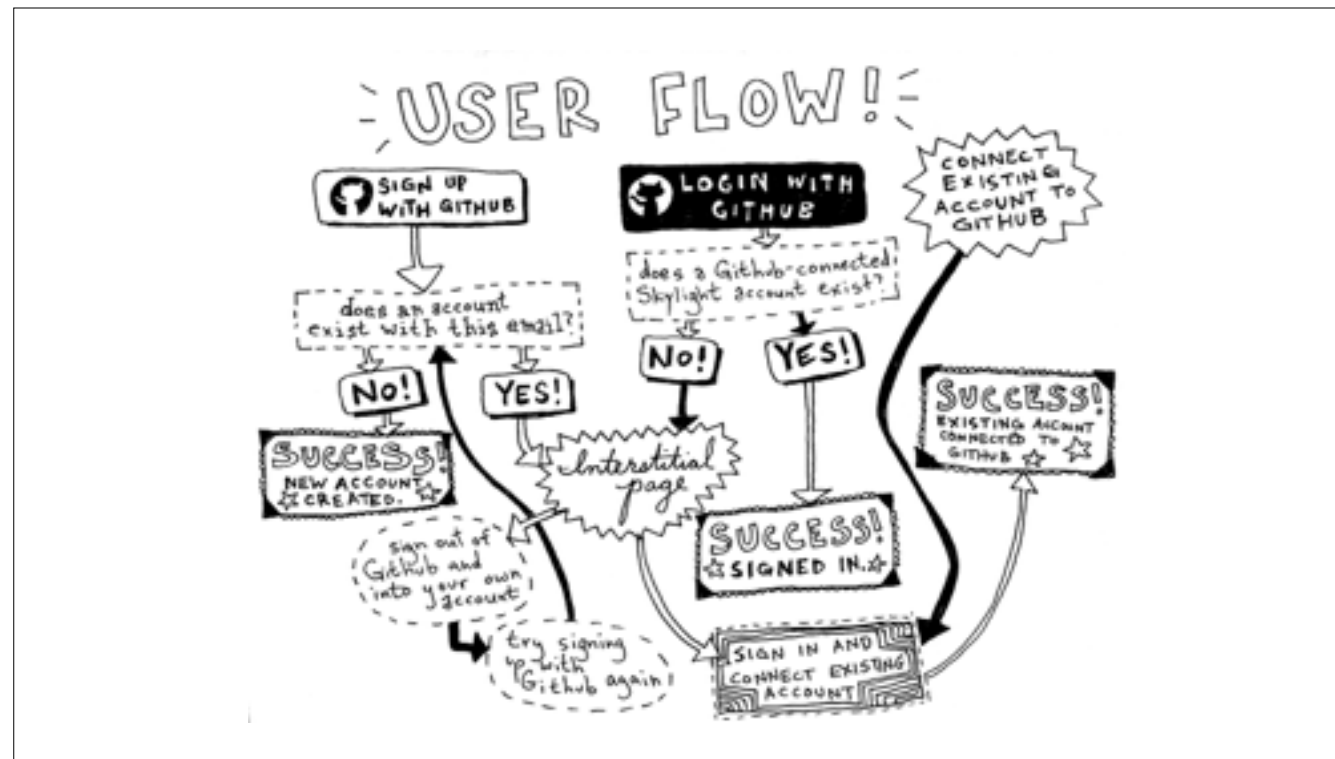 USER FLOW!
SIGN UP
WITH GITHUB
LOGIN WITH
GITHUB
CONNECT
EXISTING
ACCOUNT TO
GITHUB
does an account
exist with this email?
does a Github-connected
Skylight account exist?
NO!
YES!
NO!
YES!
SUCCESS!
NEW ACCOUNT
CREATED.
Interstitial
page
SUCCESS!
SIGNED IN.
SUCCESS!
EXISTING ACCOUNT
CONNECTED TO
GITHUB
sign out of
Github and
into your own
account
try signing
up with
Github again
SIGN IN AND
CONNECT EXISTING
ACCOUNT